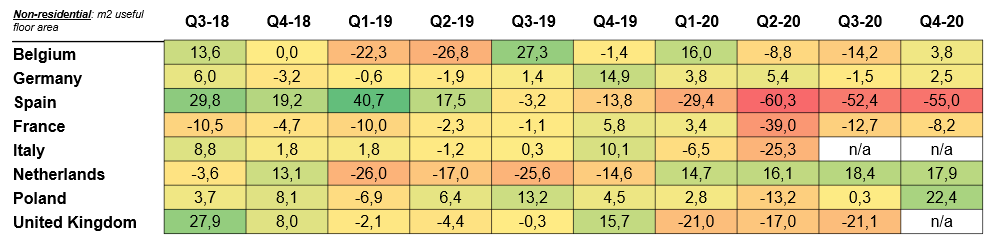 Non-residential: m2 useful floor area Q3-18 Q4-18 Q1-19 Q2-19 Q3-19 Q4-19 Q1-20 Q2-20 Q3-20 Q4-20
Belgium 13,6 0,0 -22,3 -26,8 27,3 -1,4 16,0 -8,8 -14,2 3,8
Germany 6,0 -3,2 -0,6 -1,9 1,4 14,9 3,8 5,4 -1,5 2,5
Spain 29,8 19,2 40,7 17,5 -3,2 -13,8 -29,4 -60,3 -52,4 -55,0
France -10,5 -4,7 -10,0 -2,3 -1,1 5,8 3,4 -39,0 -12,7 -8,2
Italy 8,8 1,8 1,8 -1,2 0,3 10,1 -6,5 -25,3 n/a n/a
Netherlands -3,6 13,1 -26,0 -17,0 -25,6 -14,6 14,7 16,1 18,4 17,9
Poland 3,7 8,1 -6,9 6,4 13,2 4,5 2,8 -13,2 0,3 22,4
United Kingdom 27,9 8,0 -2,1 -4,4 -0,3 15,7 -21,0 -17,0 -21,1 n/a